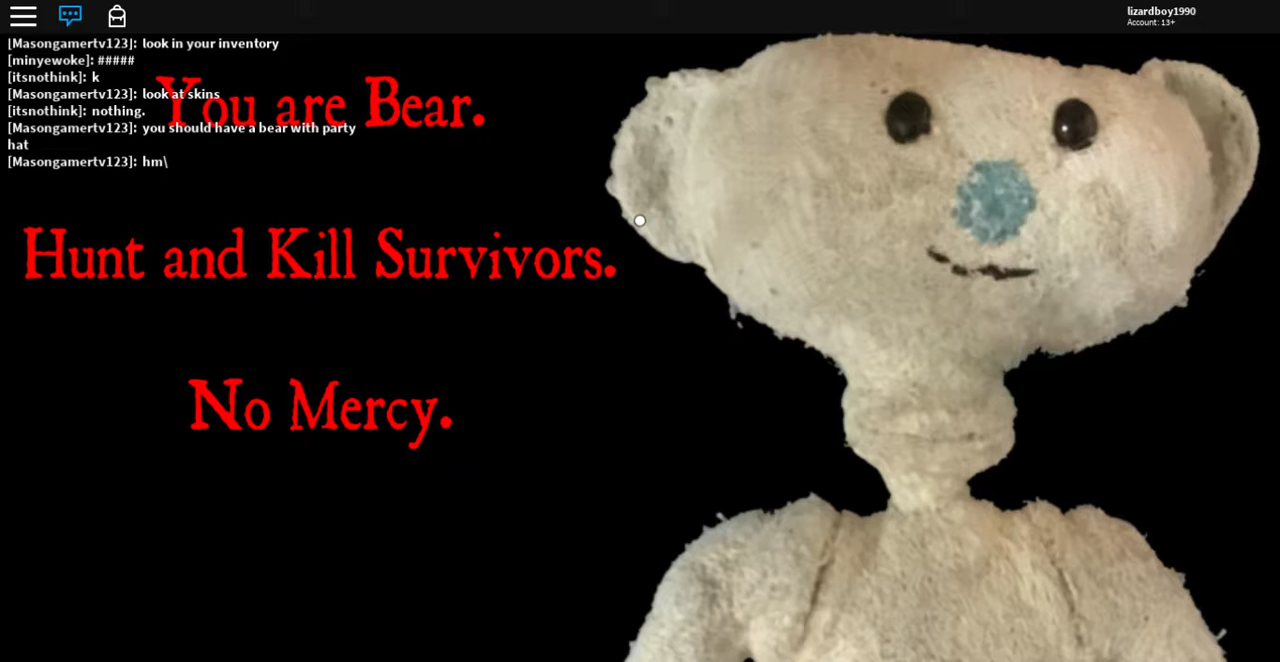 lizardboy1990
Account: 13+
[Masongamertv123]: look in your inventory
[minyewoke]: #####
[itsnothink]: k
[Masongamertv123]: look at skins
[itsnothink]: nothing.
[Masongamertv123]: you should have a bear with party
hat
[Masongamertv123]: hm\
You are Bear.
Hunt and Kill Survivors.
No Mercy.